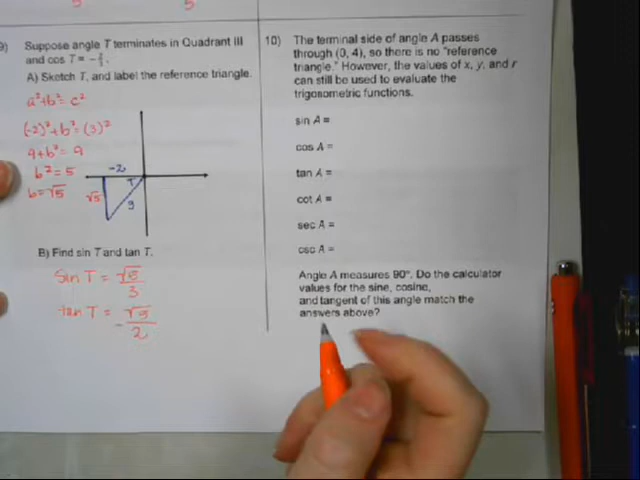 9) Suppose angle T terminates in Quadrant III
and cos T = -2/3.
A) Sketch T, and label the reference triangle.
a²+b²=c²
(-2)²+b²=(3)²
4+b²=9
b²=5
b=√5
-2
T
√5
3
B) Find sin T and tan T.
Sin T = √5/3
tan T = -√5/2
10) The terminal side of angle A passes
through (0, 4), so there is no "reference
triangle." However, the values of x, y, and r
can still be used to evaluate the
trigonometric functions.
sin A =
cos A =
tan A =
cot A =
sec A =
csc A =
Angle A measures 90°. Do the calculator
values for the sine, cosine,
and tangent of this angle match the
answers above?